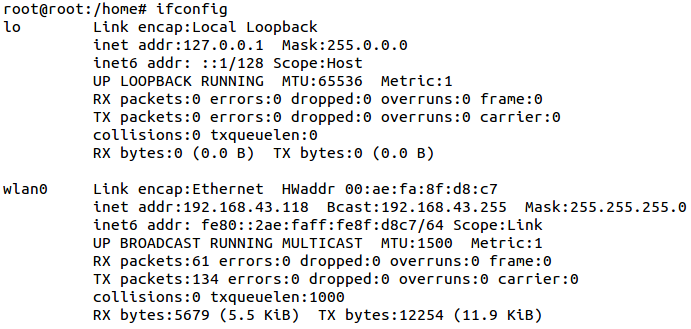 root@root:/home# ifconfig
lo        Link encap:Local Loopback
          inet addr:127.0.0.1  Mask:255.0.0.0
          inet6 addr: ::1/128 Scope:Host
          UP LOOPBACK RUNNING  MTU:65536  Metric:1
          RX packets:0 errors:0 dropped:0 overruns:0 frame:0
          TX packets:0 errors:0 dropped:0 overruns:0 carrier:0
          collisions:0 txqueuelen:0
          RX bytes:0 (0.0 B)  TX bytes:0 (0.0 B)

wlan0     Link encap:Ethernet  HWaddr 00:ae:fa:8f:d8:c7
          inet addr:192.168.43.118  Bcast:192.168.43.255  Mask:255.255.255.0
          inet6 addr: fe80::2ae:faff:fe8f:d8c7/64 Scope:Link
          UP BROADCAST RUNNING MULTICAST  MTU:1500  Metric:1
          RX packets:61 errors:0 dropped:0 overruns:0 frame:0
          TX packets:134 errors:0 dropped:0 overruns:0 carrier:0
          collisions:0 txqueuelen:1000
          RX bytes:5679 (5.5 KiB)  TX bytes:12254 (11.9 KiB)